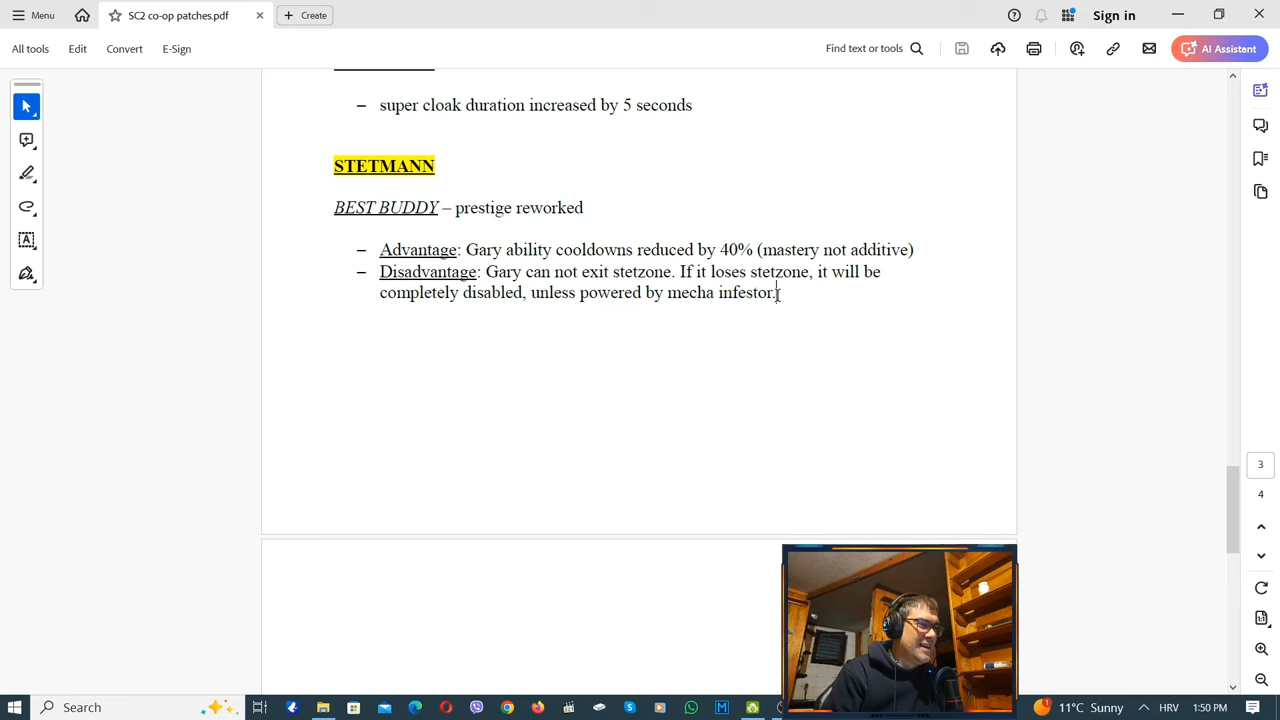 Menu
SC2 co-op patches.pdf
Create
Sign in
All tools
Edit
Convert
E-Sign
Find text or tools
AI Assistant
– super cloak duration increased by 5 seconds
STETMANN
BEST BUDDY – prestige reworked
– Advantage: Gary ability cooldowns reduced by 40% (mastery not additive)
– Disadvantage: Gary can not exit stetzone. If it loses stetzone, it will be
completely disabled, unless powered by mecha infestor.
3
4
Search
11°C Sunny
HRV
1:50 PM